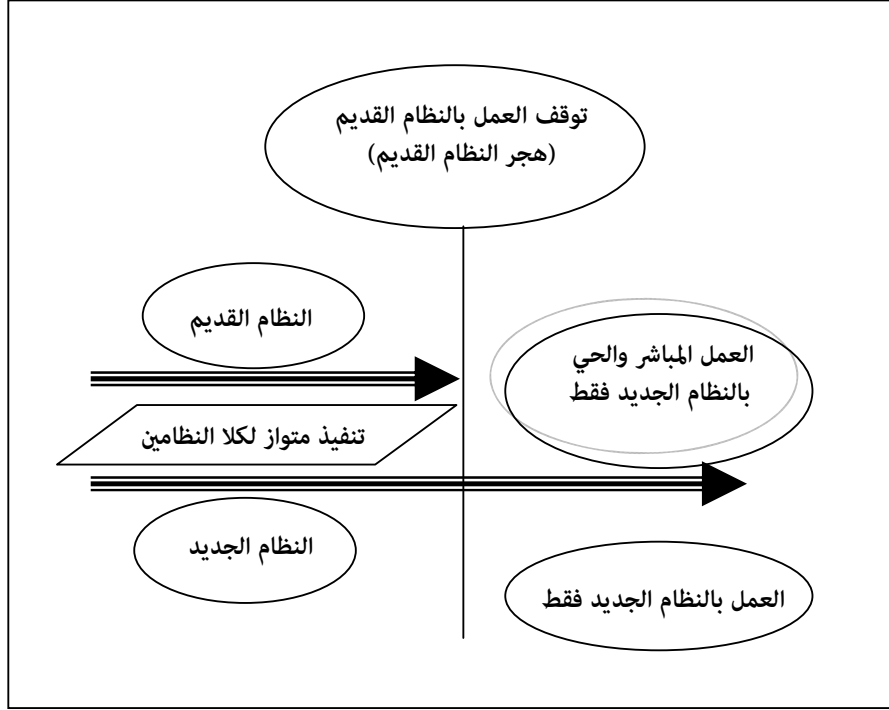 توقف العمل بالنظام القديم
(هجر النظام القديم)
النظام القديم
العمل المباشر والحي
بالنظام الجديد فقط
تنفيذ متواز لكلا النظامين
النظام الجديد
العمل بالنظام الجديد فقط